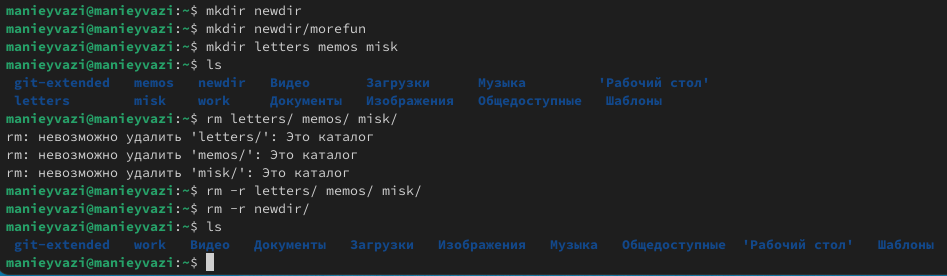 manieyvazi@manieyvazi:~$ mkdir newdir
manieyvazi@manieyvazi:~$ mkdir newdir/morefun
manieyvazi@manieyvazi:~$ mkdir letters memos misk
manieyvazi@manieyvazi:~$ ls
git-extended memos newdir Видео Загрузки Музыка 'Рабочий стол'
letters misk work Документы Изображения Общедоступные Шаблоны
manieyvazi@manieyvazi:~$ rm letters/ memos/ misk/
rm: невозможно удалить 'letters/': Это каталог
rm: невозможно удалить 'memos/': Это каталог
rm: невозможно удалить 'misk/': Это каталог
manieyvazi@manieyvazi:~$ rm -r letters/ memos/ misk/
manieyvazi@manieyvazi:~$ rm -r newdir/
manieyvazi@manieyvazi:~$ ls
git-extended work Видео Документы Загрузки Изображения Музыка Общедоступные 'Рабочий стол' Шаблоны
manieyvazi@manieyvazi:~$